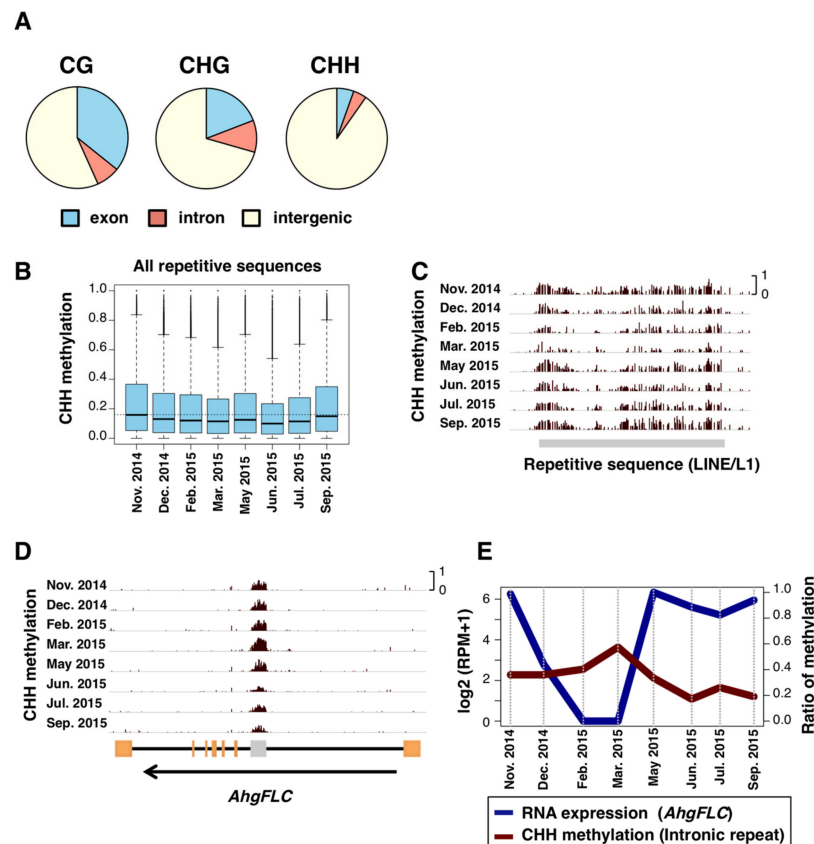 A
CG CHG CHH
exon intron intergenic
B
All repetitive sequences
CHH methylation
1.0
0.8
0.6
0.4
0.2
0.0
Nov. 2014
Dec. 2014
Feb. 2015
Mar. 2015
May 2015
Jun. 2015
Jul. 2015
Sep. 2015
C
CHH methylation
Nov. 2014
Dec. 2014
Feb. 2015
Mar. 2015
May 2015
Jun. 2015
Jul. 2015
Sep. 2015
1
0
Repetitive sequence (LINE/L1)
D
CHH methylation
Nov. 2014
Dec. 2014
Feb. 2015
Mar. 2015
May 2015
Jun. 2015
Jul. 2015
Sep. 2015
1
0
AhgFLC
E
log2 (RPM+1)
6
4
2
0
Ratio of methylation
1.0
0.8
0.6
0.4
0.2
0.0
Nov. 2014
Dec. 2014
Feb. 2015
Mar. 2015
May 2015
Jun. 2015
Jul. 2015
Sep. 2015
RNA expression (AhgFLC)
CHH methylation (Intronic repeat)